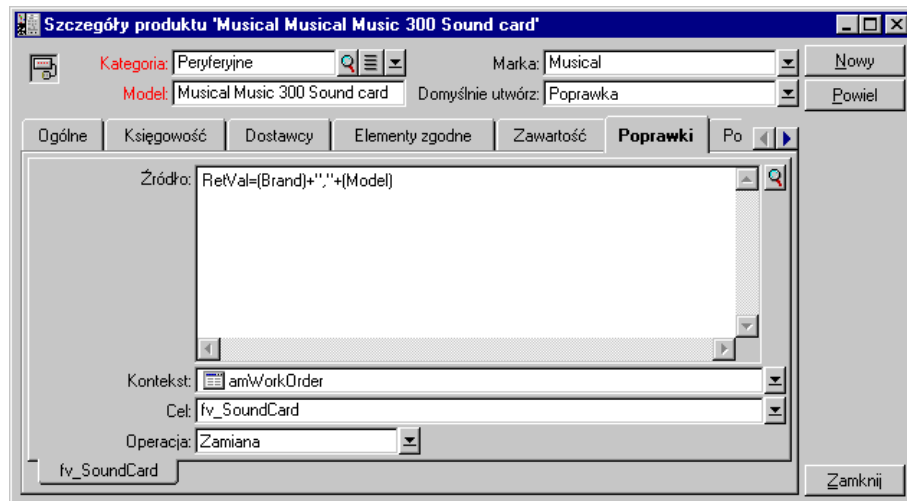 Szczegóły produktu 'Musical Musical Music 300 Sound card'
Kategoria: Peryferyjne Marka: Musical Nowy
Model: Musical Music 300 Sound card Domyślnie utwórz: Poprawka Powiel
Ogólne Księgowość Dostawcy Elementy zgodne Zawartość Poprawki Po
Źródło: RetVal=(Brand)+","+(Model)
Kontekst: amWorkOrder
Cel: fv_SoundCard
Operacja: Zamiana
fv_SoundCard
Zamknij